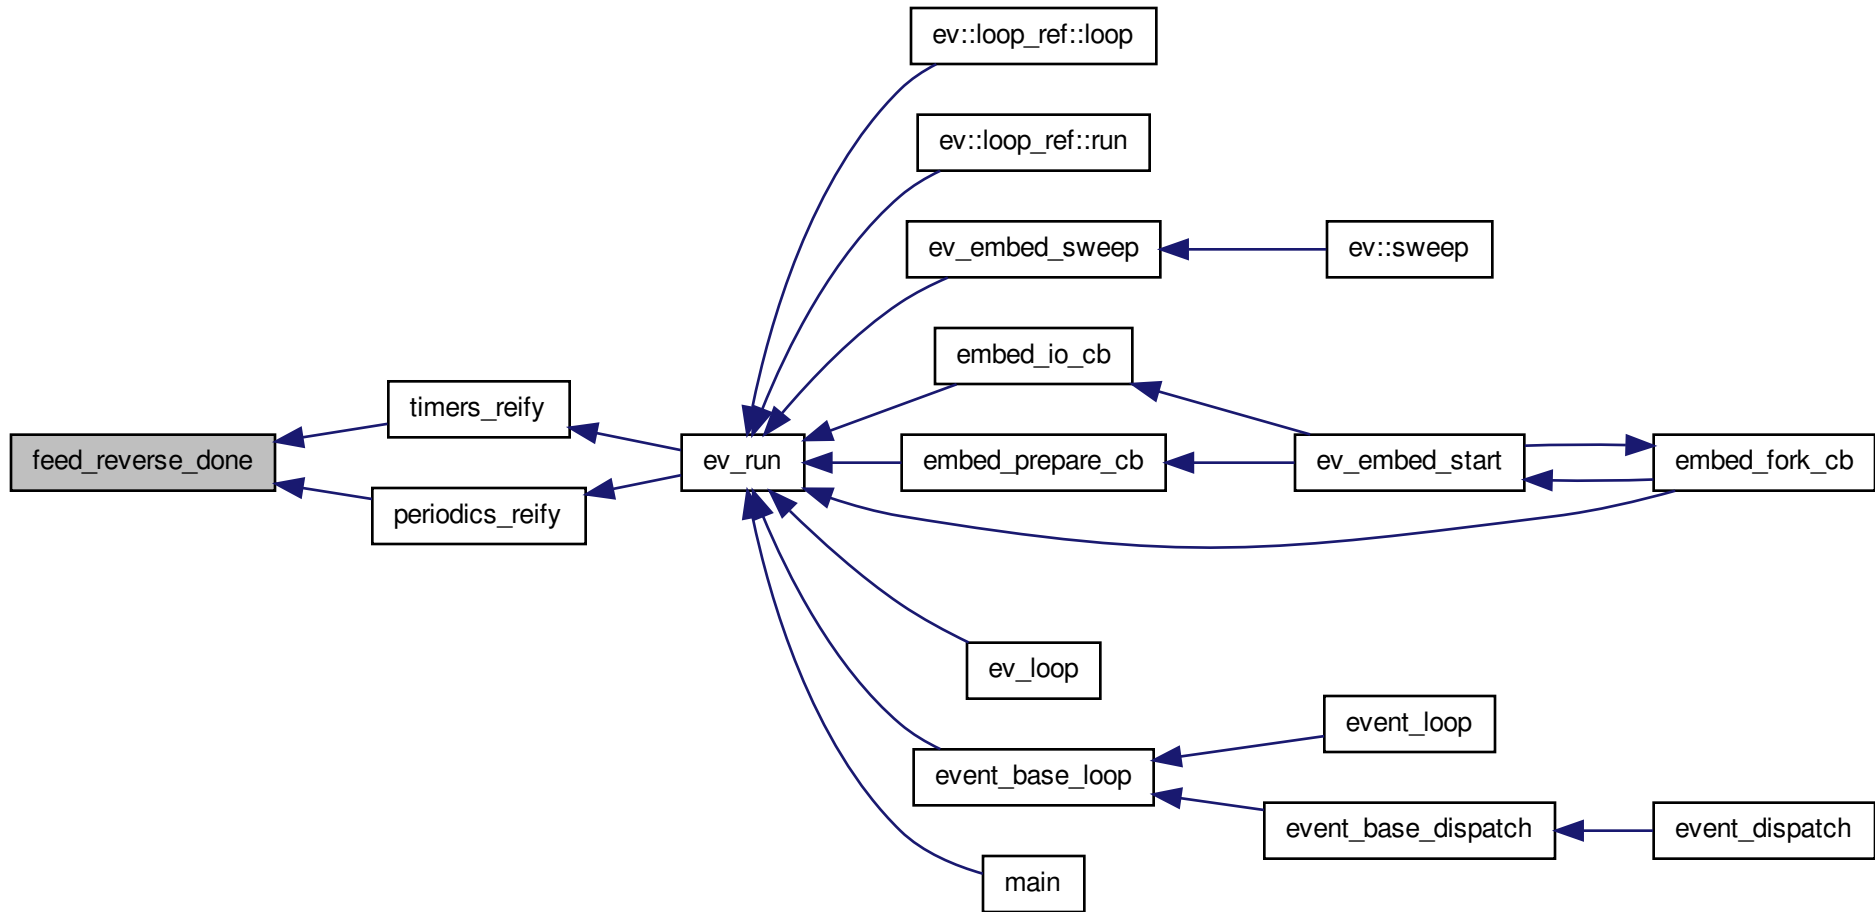 ev::loop_ref::loop
ev::loop_ref::run
ev_embed_sweep
ev::sweep
embed_io_cb
timers_reify
feed_reverse_done
ev_run
embed_prepare_cb
ev_embed_start
embed_fork_cb
periodics_reify
ev_loop
event_loop
event_base_loop
event_base_dispatch
event_dispatch
main